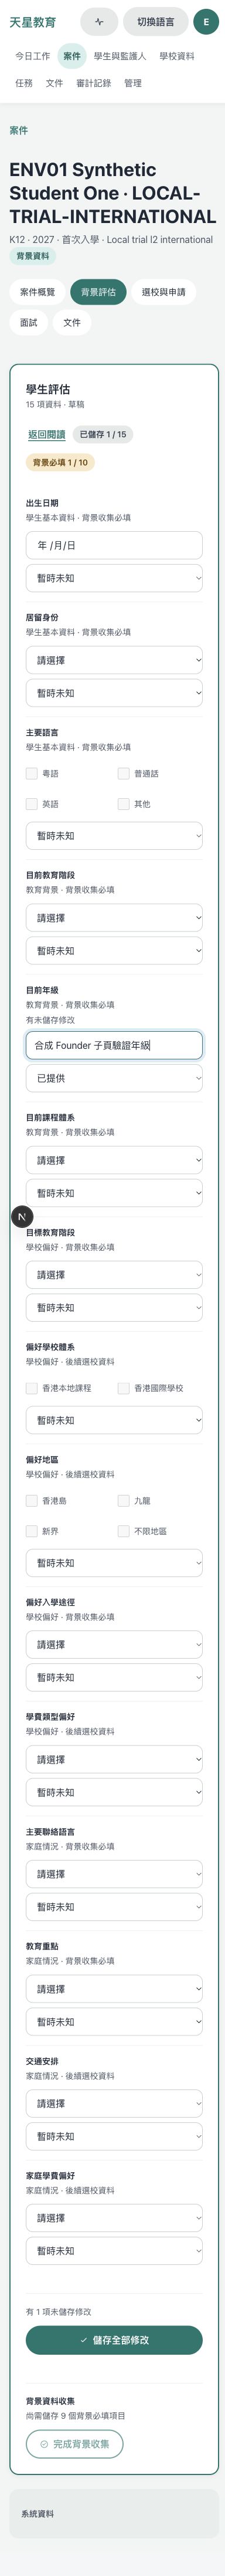 天星教育
切換語言
E
今日工作 案件 學生與監護人 學校資料
任務 文件 審計記錄 管理
案件
ENV01 Synthetic
Student One · LOCAL-
TRIAL-INTERNATIONAL
K12 · 2027 · 首次入學 · Local trial I2 international
背景資料
案件概覽 背景評估 選校與申請
面試 文件
學生評估
15 項資料 · 草稿
返回閱讀 已儲存 1 / 15
背景必填 1 / 10
出生日期
學生基本資料 · 背景收集必填
年 /月/日
暫時未知
居留身份
學生基本資料 · 背景收集必填
請選擇
暫時未知
主要語言
學生基本資料 · 背景收集必填
粵語 普通話
英語 其他
暫時未知
目前教育階段
教育背景 · 背景收集必填
請選擇
暫時未知
目前年級
教育背景 · 背景收集必填
有未儲存修改
合成 Founder 子頁驗證年級
已提供
目前課程體系
教育背景 · 背景收集必填
請選擇
暫時未知
N
目標教育階段
學校偏好 · 背景收集必填
請選擇
暫時未知
偏好學校體系
學校偏好 · 後續選校資料
香港本地課程 香港國際學校
暫時未知
偏好地區
學校偏好 · 後續選校資料
香港島 九龍
新界 不限地區
暫時未知
偏好入學途徑
學校偏好 · 背景收集必填
請選擇
暫時未知
學費類型偏好
學校偏好 · 後續選校資料
請選擇
暫時未知
主要聯絡語言
家庭情況 · 背景收集必填
請選擇
暫時未知
教育重點
家庭情況 · 背景收集必填
請選擇
暫時未知
交通安排
家庭情況 · 後續選校資料
請選擇
暫時未知
家庭學費偏好
家庭情況 · 後續選校資料
請選擇
暫時未知
有 1 項未儲存修改
儲存全部修改
背景資料收集
尚需儲存 9 個背景必填項目
完成背景收集
系統資料